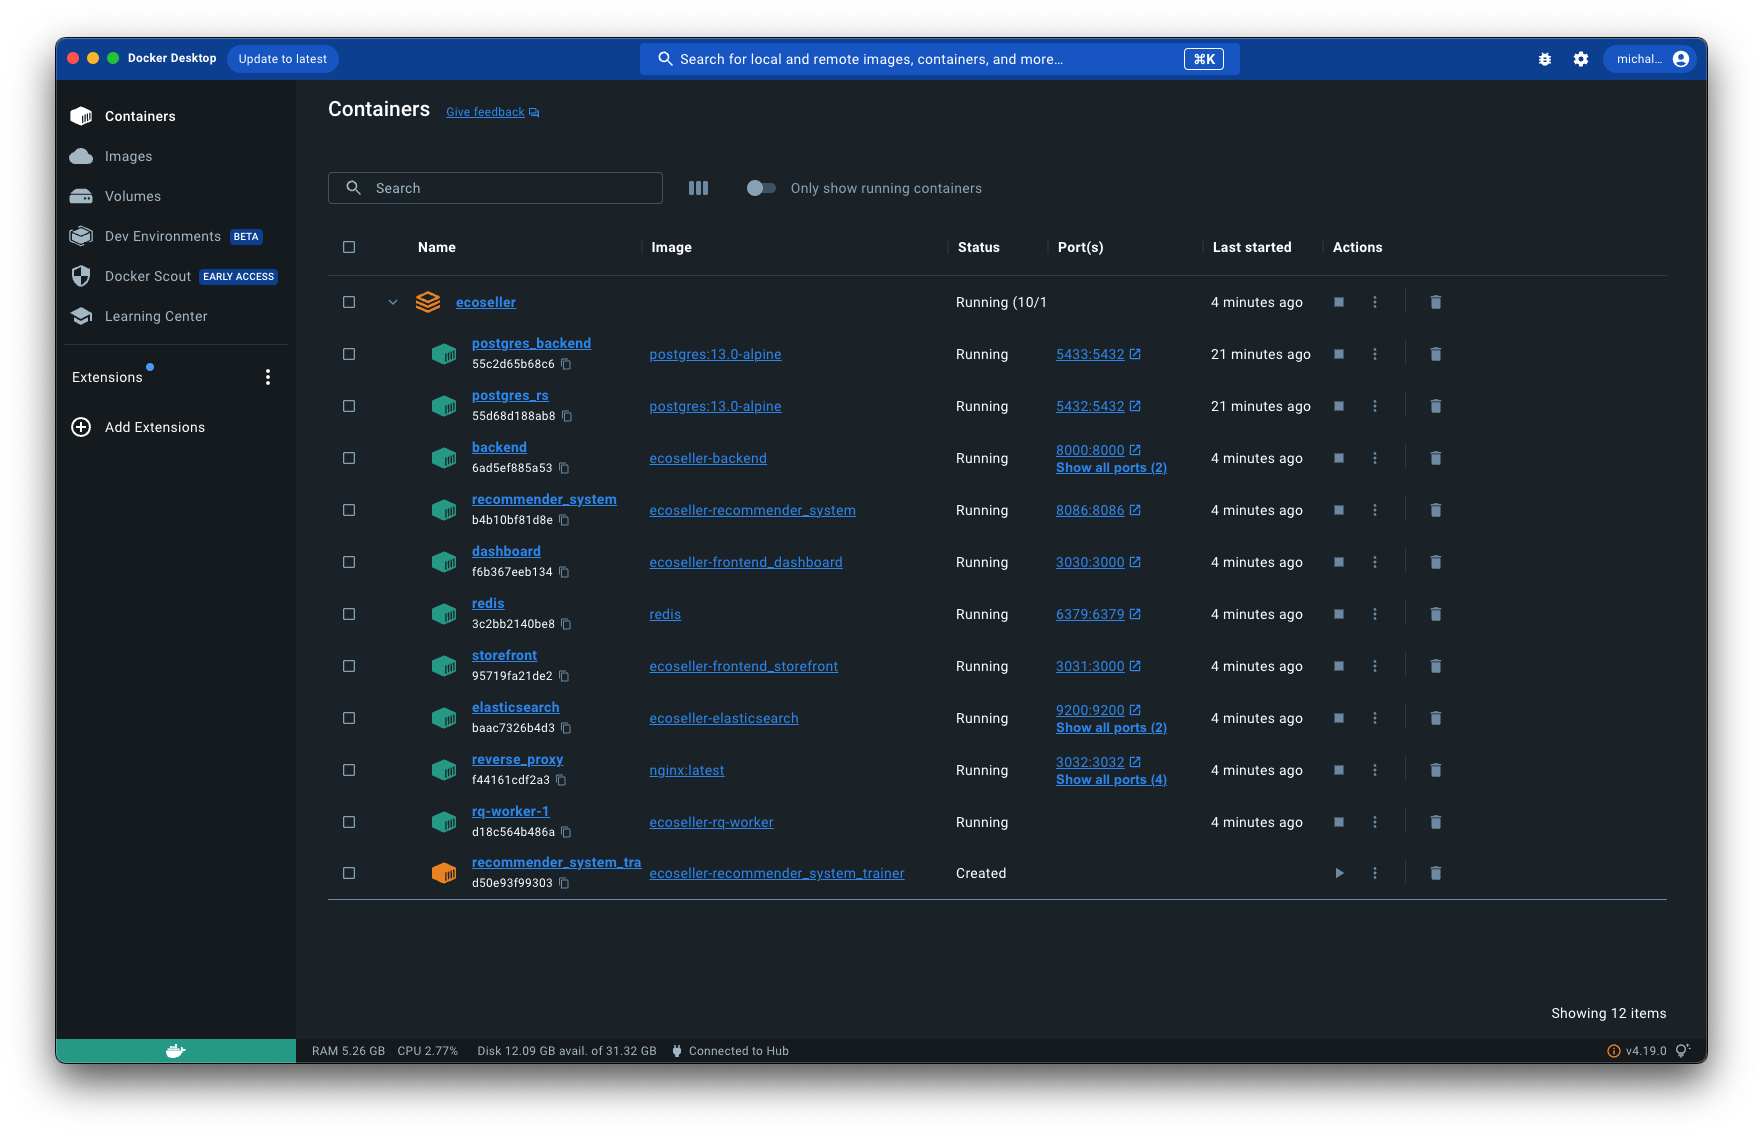 Docker Desktop Update to latest Search for local and remote images, containers, and more... ⌘K michal...
Containers
Images
Volumes
Dev Environments BETA
Docker Scout EARLY ACCESS
Learning Center
Extensions
Add Extensions
Containers Give feedback
Search Only show running containers
Name Image Status Port(s) Last started Actions
ecoseller Running (10/1 4 minutes ago
postgres_backend
55c2d65b68c6 postgres:13.0-alpine Running 5433:5432 21 minutes ago
postgres_rs
55d68d188ab8 postgres:13.0-alpine Running 5432:5432 21 minutes ago
backend
6ad5ef885a53 ecoseller-backend Running 8000:8000 4 minutes ago
Show all ports (2)
recommender_system
b4b10bf81d8e ecoseller-recommender_system Running 8086:8086 4 minutes ago
dashboard
f6b367eeb134 ecoseller-frontend_dashboard Running 3030:3000 4 minutes ago
redis
3c2bb2140be8 redis Running 6379:6379 4 minutes ago
storefront
95719fa21de2 ecoseller-frontend_storefront Running 3031:3000 4 minutes ago
elasticsearch
baac7326b4d3 ecoseller-elasticsearch Running 9200:9200 4 minutes ago
Show all ports (2)
reverse_proxy
f44161cdf2a3 nginx:latest Running 3032:3032 4 minutes ago
Show all ports (4)
rq-worker-1
d18c564b486a ecoseller-rq-worker Running 4 minutes ago
recommender_system_tra
d50e93f99303 ecoseller-recommender_system_trainer Created
Showing 12 items
RAM 5.26 GB CPU 2.77% Disk 12.09 GB avail. of 31.32 GB Connected to Hub v4.19.0